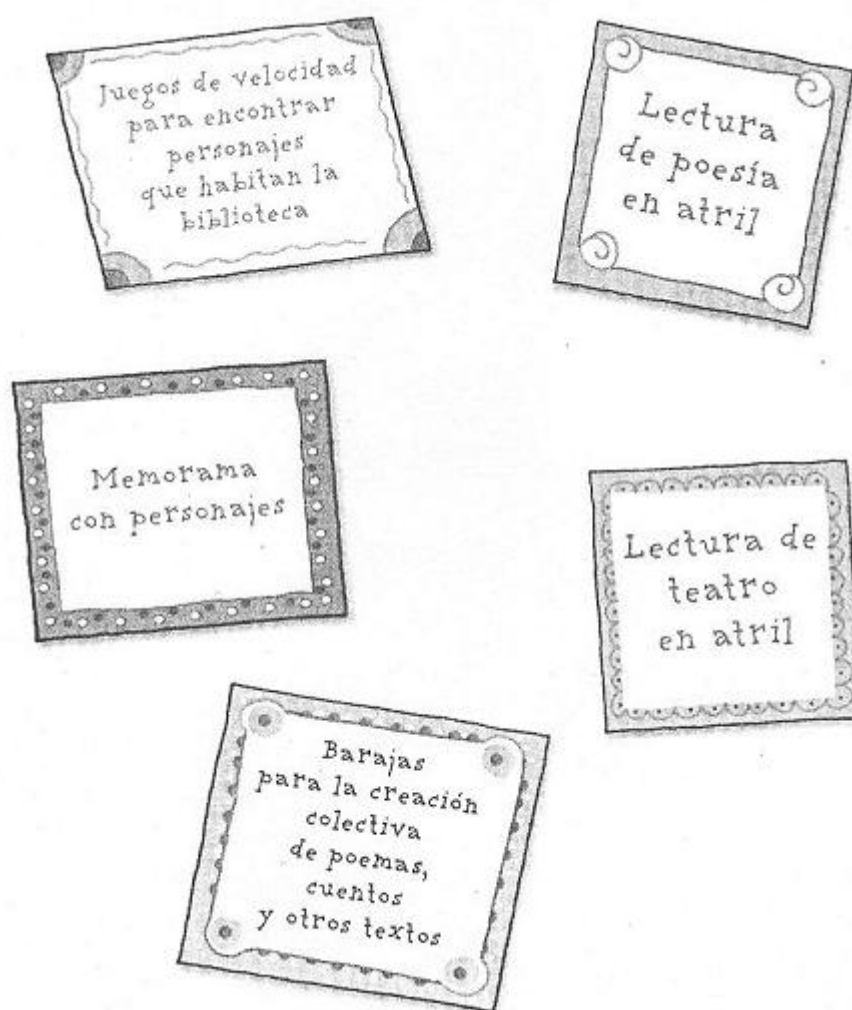 Juegos de velocidad
para encontrar
personajes
que habitan la
biblioteca
Lectura
de poesía
en atril
Memorama
con personajes
Lectura de
teatro
en atril
Barajas
para la creación
colectiva
de poemas,
cuentos
y otros textos